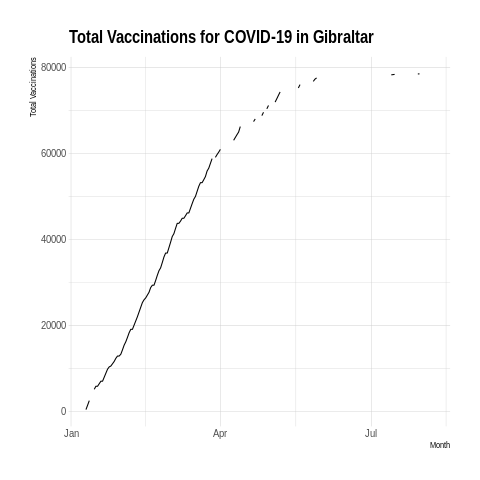 Total Vaccinations for COVID-19 in Gibraltar
Total Vaccinations
80000
60000
40000
20000
0
Jan
Apr
Jul
Month